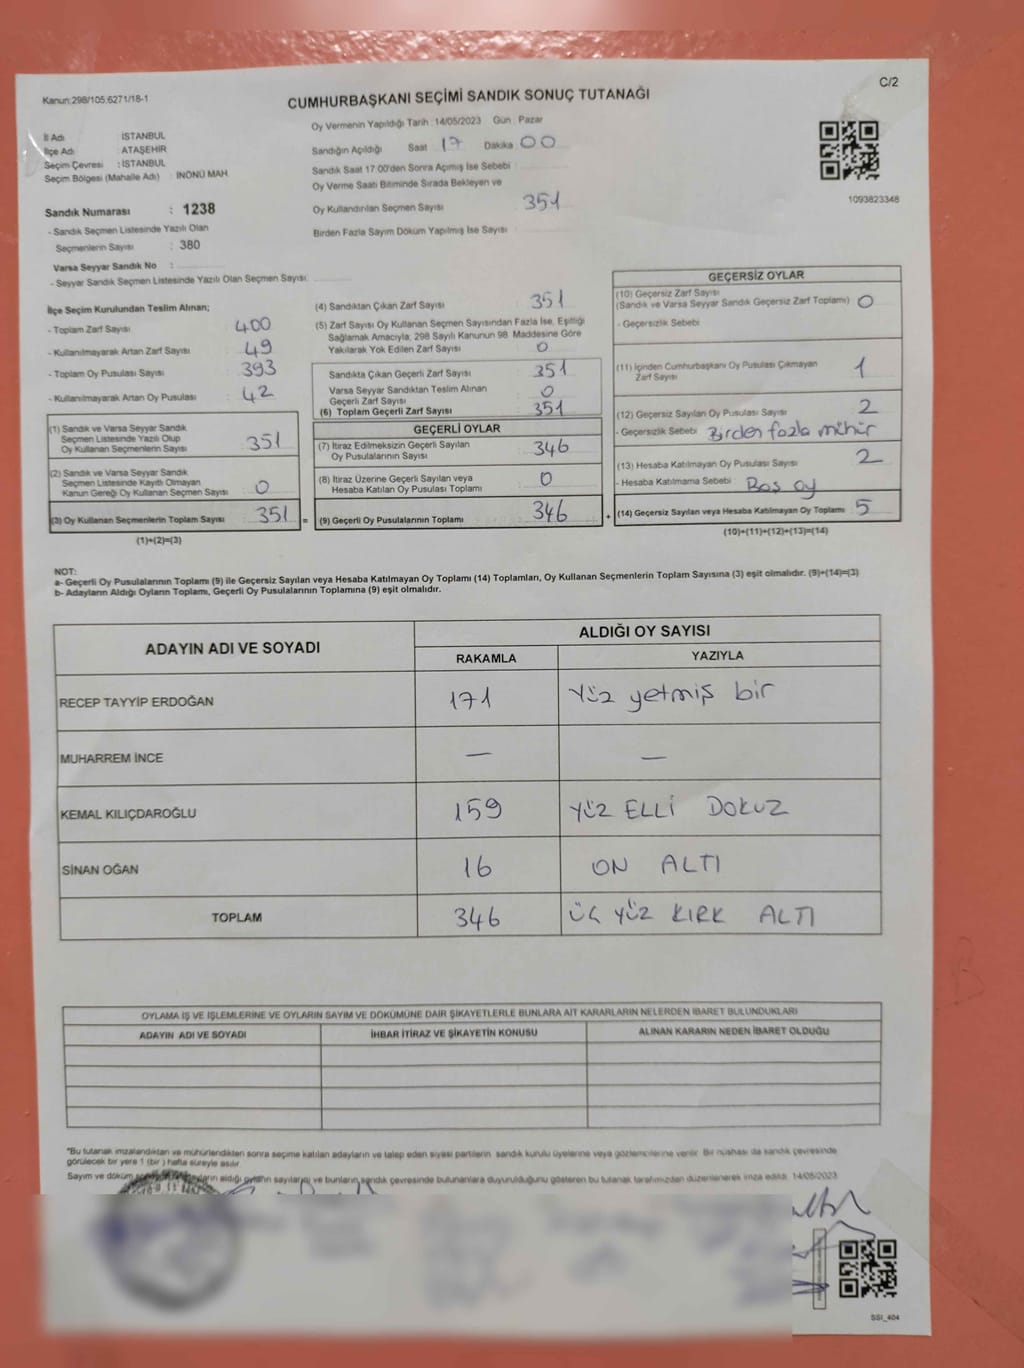 C/2
Kanun:298/105,6271/18-1
CUMHURBAŞKANI SEÇİMİ SANDIK SONUÇ TUTANAĞI
İl Adı : İSTANBUL
İlçe Adı : ATAŞEHİR
Seçim Çevresi : İSTANBUL
Seçim Bölgesi (Mahalle Adı) : İNÖNÜ MAH.
Oy Vermenin Yapıldığı Tarih : 14/05/2023 Gün : Pazar
Sandığın Açıldığı Saat : 17 Dakika : 00
Sandık Saat 17:00'den Sonra Açımış İse Sebebi :
Oy Verme Saati Bitiminde Sırada Bekleyen ve
Oy Kullandırılan Seçmen Sayısı : 351
Birden Fazla Sayım Döküm Yapılmış İse Sayısı :
1093823348
Sandık Numarası : 1238
- Sandık Seçmen Listesinde Yazılı Olan
Seçmenlerin Sayısı : 380
Varsa Seyyar Sandık No :
- Seyyar Sandık Seçmen Listesinde Yazılı Olan Seçmen Sayısı:
İlçe Seçim Kurulundan Teslim Alınan;
- Toplam Zarf Sayısı : 400
- Kullanılmayarak Artan Zarf Sayısı : 49
- Toplam Oy Pusulası Sayısı : 393
- Kullanılmayarak Artan Oy Pusulası : 42
(1) Sandık ve Varsa Seyyar Sandık
Seçmen Listesinde Yazılı Olup
Oy Kullanan Seçmenlerin Sayısı : 351
(2) Sandık ve Varsa Seyyar Sandık
Seçmen Listesinde Kayıtlı Olmayan
Kanun Gereği Oy Kullanan Seçmen Sayısı : 0
(3) Oy Kullanan Seçmenlerin Toplam Sayısı : 351
(1)+(2)=(3)
(4) Sandıktan Çıkan Zarf Sayısı : 351
(5) Zarf Sayısı Oy Kullanan Seçmen Sayısından Fazla İse, Eşitliği
Sağlamak Amacıyla, 298 Sayılı Kanunun 98. Maddesine Göre
Yakılarak Yok Edilen Zarf Sayısı : 0
Sandıkta Çıkan Geçerli Zarf Sayısı : 351
Varsa Seyyar Sandıktan Teslim Alınan
Geçerli Zarf Sayısı : 0
(6) Toplam Geçerli Zarf Sayısı : 351
GEÇERLİ OYLAR
(7) İtiraz Edilmeksizin Geçerli Sayılan
Oy Pusulalarının Sayısı : 346
(8) İtiraz Üzerine Geçerli Sayılan veya
Hesaba Katılan Oy Pusulası Toplamı : 0
= (9) Geçerli Oy Pusulalarının Toplamı : 346
GEÇERSİZ OYLAR
(10) Geçersiz Zarf Sayısı
(Sandık ve Varsa Seyyar Sandık Geçersiz Zarf Toplamı) : 0
- Geçersizlik Sebebi :
(11) İçinden Cumhurbaşkanı Oy Pusulası Çıkmayan
Zarf Sayısı : 1
(12) Geçersiz Sayılan Oy Pusulası Sayısı : 2
- Geçersizlik Sebebi : Birden fazla mühür
(13) Hesaba Katılmayan Oy Pusulası Sayısı : 2
- Hesaba Katılmama Sebebi : Boş oy
+ (14) Geçersiz Sayılan veya Hesaba Katılmayan Oy Toplamı : 5
(10)+(11)+(12)+(13)=(14)
NOT:
a- Geçerli Oy Pusulalarının Toplamı (9) ile Geçersiz Sayılan veya Hesaba Katılmayan Oy Toplamı (14) Toplamları, Oy Kullanan Seçmenlerin Toplam Sayısına (3) eşit olmalıdır. (9)+(14)=(3)
b- Adayların Aldığı Oyların Toplamı, Geçerli Oy Pusulalarının Toplamına (9) eşit olmalıdır.
ADAYIN ADI VE SOYADI
ALDIĞI OY SAYISI
RAKAMLA YAZIYLA
RECEP TAYYİP ERDOĞAN 171 Yüz yetmiş bir
MUHARREM İNCE — —
KEMAL KILIÇDAROĞLU 159 YÜZ ELLİ DOKUZ
SİNAN OĞAN 16 ON ALTI
TOPLAM 346 ÜÇ YÜZ KIRK ALTI
OYLAMA İŞ VE İŞLEMLERİNE VE OYLARIN SAYIM VE DÖKÜMÜNE DAİR ŞİKAYETLERLE BUNLARA AİT KARARLARIN NELERDEN İBARET BULUNDUKLARI
ADAYIN ADI VE SOYADI İHBAR İTİRAZ VE ŞİKAYETİN KONUSU ALINAN KARARIN NEDEN İBARET OLDUĞU
"Bu tutanak imzalandıktan ve mühürlendikten sonra seçime katılan adayların ve talep eden siyasi partilerin sandık kurulu üyelerine veya gözlemcilerine verilir. Bir nüshası da sandık çevresinde
görülecek bir yere 1 (bir) hafta süreyle asılır.
Sayım ve döküm aldığı oyların sayılarını ve bunların sandık çevresinde bulunanlara duyurulduğunu gösteren bu tutanak tarafımızdan düzenlenerek imza edildi. 14/05/2023
SSI_404